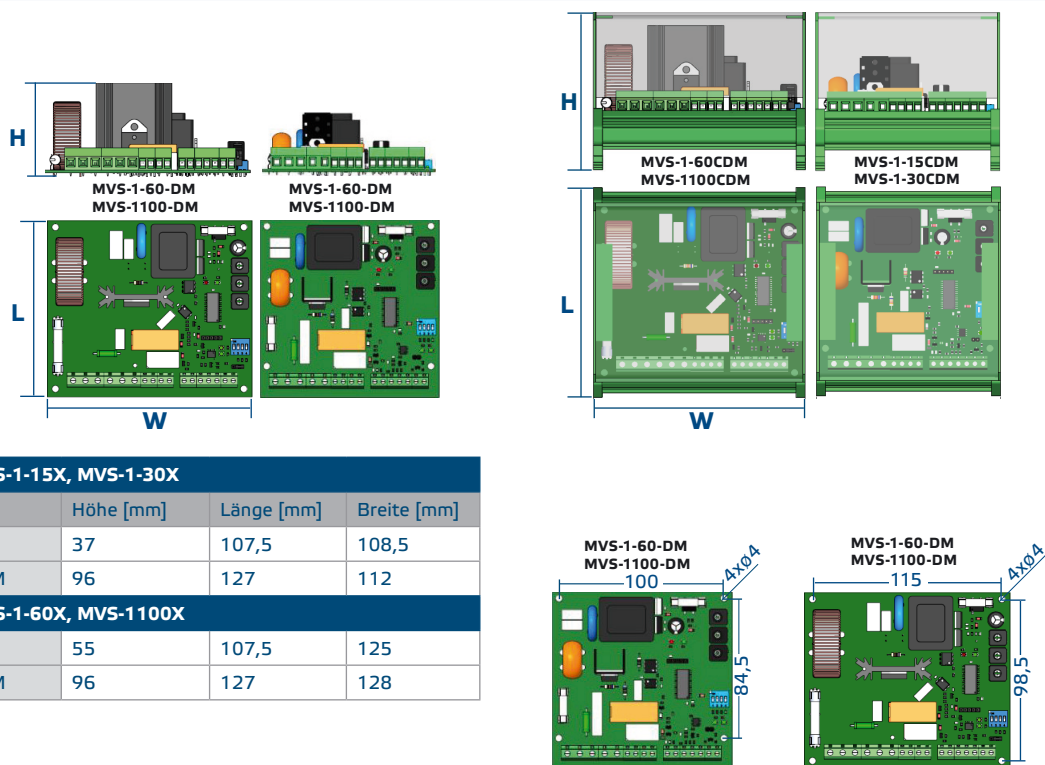 H
MVS-1-60-DM
MVS-1100-DM
MVS-1-60-DM
MVS-1100-DM
L
W
H
MVS-1-60CDM
MVS-1100CDM
MVS-1-15CDM
MVS-1-30CDM
L
W
S-1-15X, MVS-1-30X
Höhe [mm] Länge [mm] Breite [mm]
37 107,5 108,5
M 96 127 112
S-1-60X, MVS-1100X
55 107,5 125
M 96 127 128
MVS-1-60-DM
MVS-1100-DM
100
4xø4
84,5
MVS-1-60-DM
MVS-1100-DM
115
4xø4
98,5